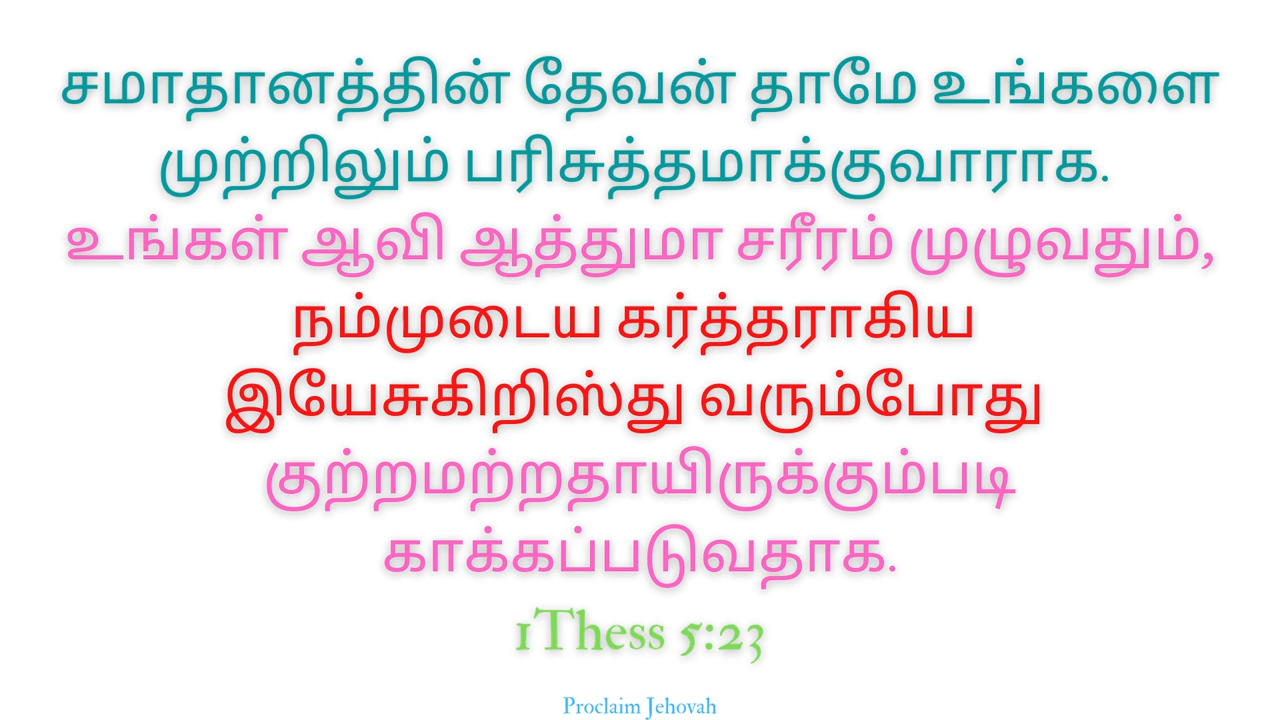 சமாதானத்தின் தேவன் தாமே உங்களை
முற்றிலும் பரிசுத்தமாக்குவாராக.
உங்கள் ஆவி ஆத்துமா சரீரம் முழுவதும்,
நம்முடைய கர்த்தராகிய
இயேசுகிறிஸ்து வரும்போது
குற்றமற்றதாயிருக்கும்படி
காக்கப்படுவதாக.
1Thess 5:23
Proclaim Jehovah